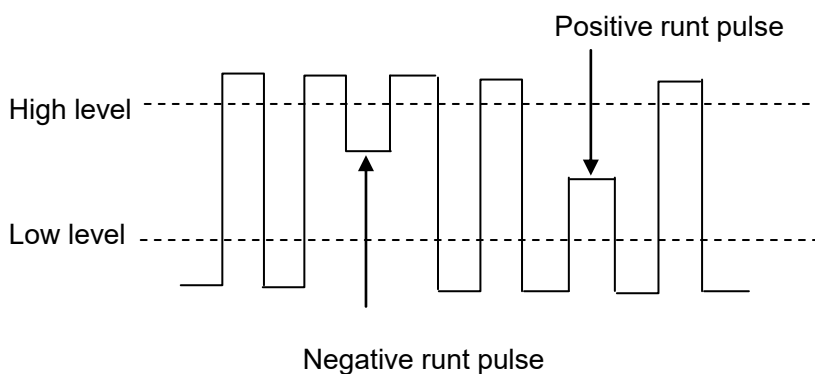 Positive runt pulse
High level
Low level
Negative runt pulse